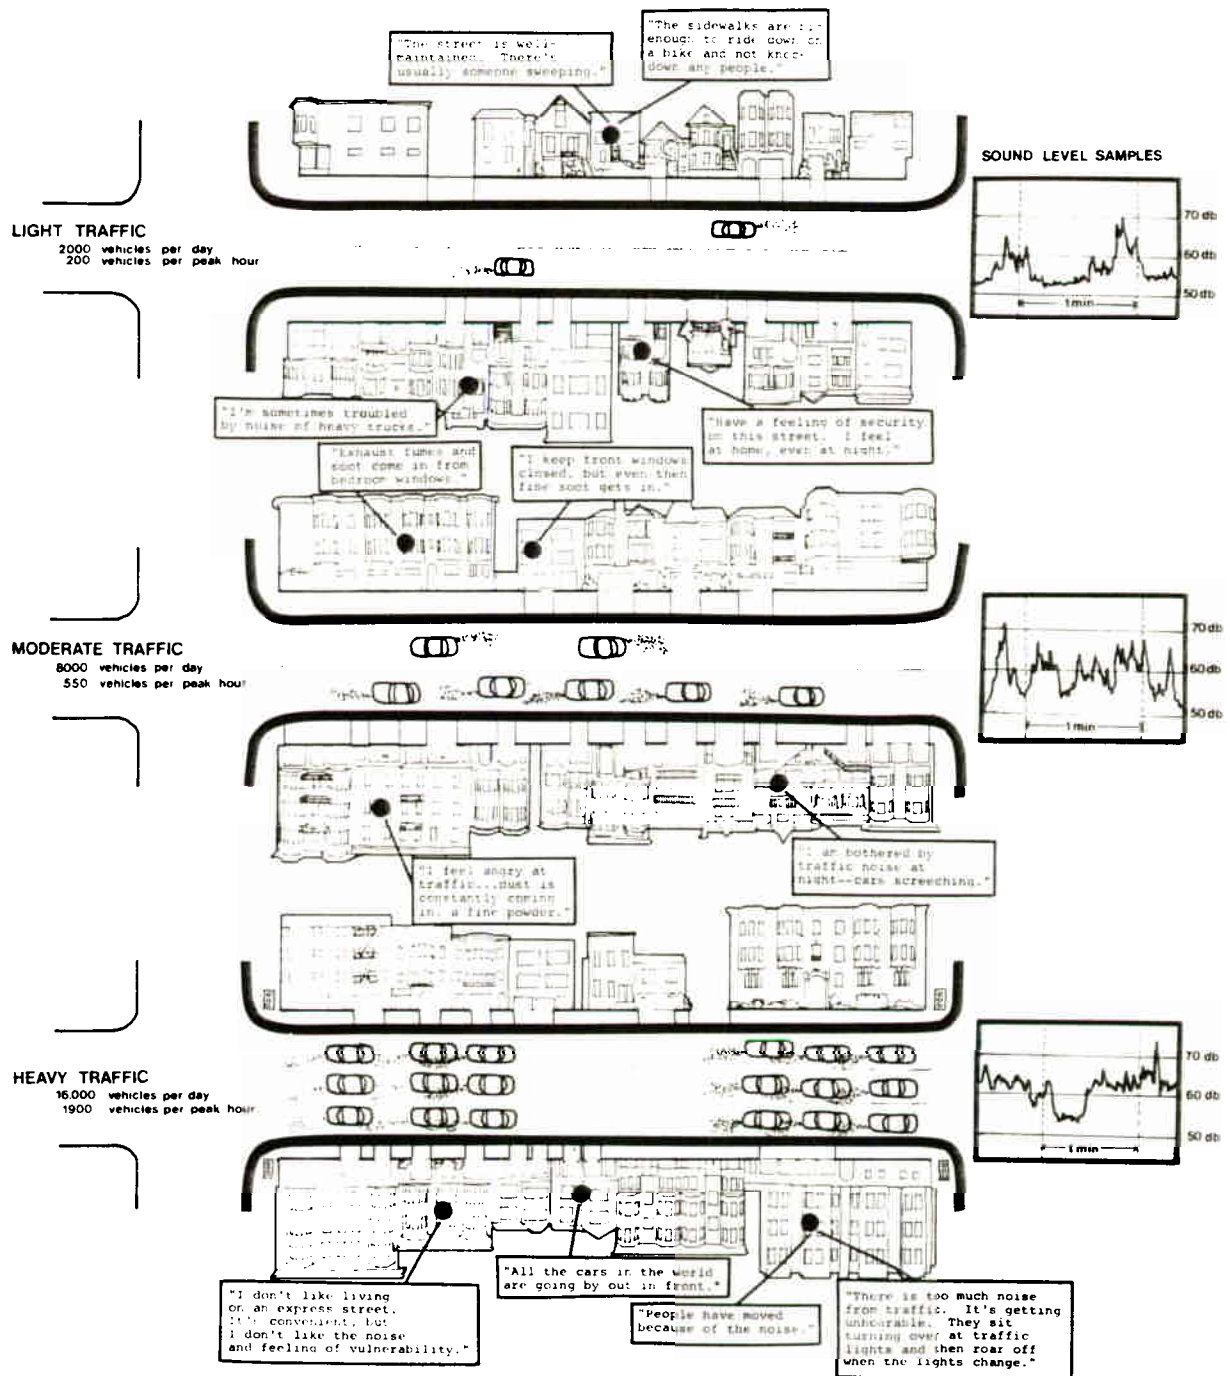 "The street is well-
maintained. There's
usually someone sweeping."
"The sidewalks are
enough to ride down on
a bike and not
down any people."
SOUND LEVEL SAMPLES
70 db
60 db
50 db
1 min
LIGHT TRAFFIC
2000 vehicles per day
200 vehicles per peak hour
"I'm sometimes troubled
by noise of heavy trucks."
"Have a feeling of security
on this street. I feel
at home, even at night."
"Exhaust fumes and
soot come in from
bedroom windows."
"I keep front windows
closed, but even then
fine soot gets in."
MODERATE TRAFFIC
8000 vehicles per day
550 vehicles per peak hour
70 db
60 db
50 db
1 min
"I feel angry at
traffic...dust is
constantly coming
in, a fine powder."
"I am bothered by
traffic noise at
night--cars screeching."
HEAVY TRAFFIC
16.000 vehicles per day
1900 vehicles per peak hour
70 db
60 db
50 db
1 min
"I don't like living
on an express street.
It's convenient, but
I don't like the noise
and feeling of vulnerability."
"All the cars in the world
are going by out in front."
"People have moved
because of the noise."
"There is too much noise
from traffic. It's getting
unbearable. They sit
turning over at traffic
lights and then roar off
when the lights change."